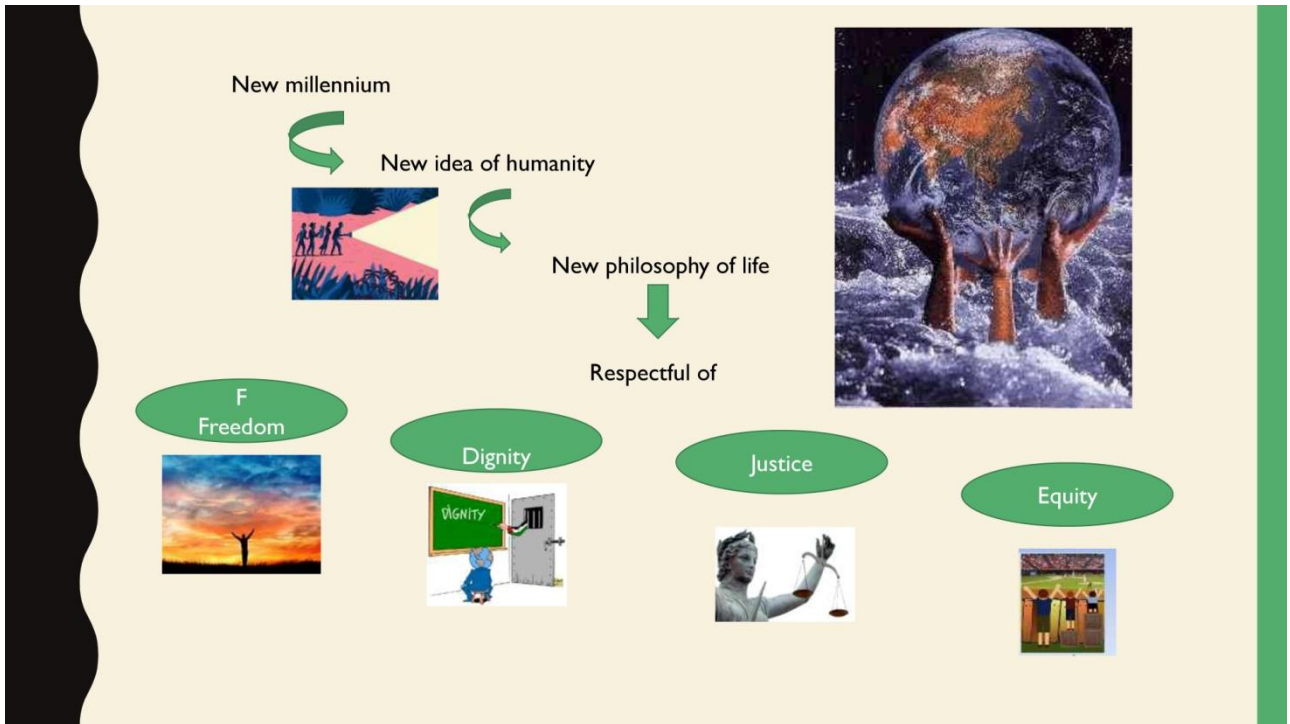 New millennium
New idea of humanity
New philosophy of life
Respectful of
F
Freedom
Dignity
Justice
Equity
DIGNITY